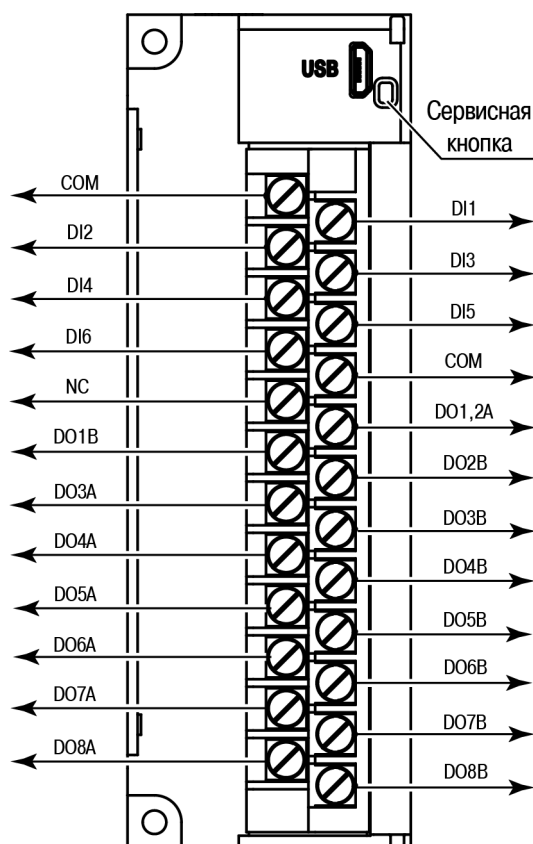 USB
Сервисная
кнопка
COM
DI1
DI2
DI3
DI4
DI5
DI6
COM
NC
DO1,2A
DO1B
DO2B
DO3A
DO3B
DO4A
DO4B
DO5A
DO5B
DO6A
DO6B
DO7A
DO7B
DO8A
DO8B